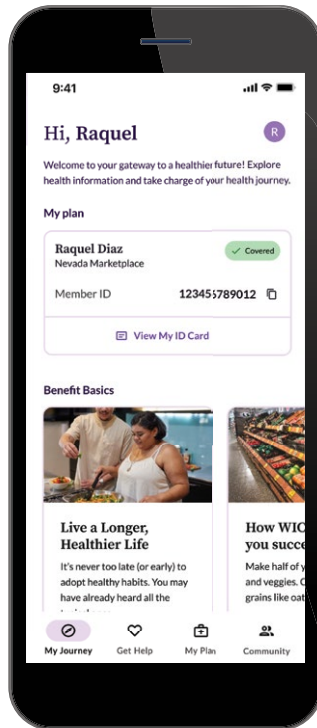 9:41
Hi, Raquel
R
Welcome to your gateway to a healthier future! Explore
health information and take charge of your health journey.
My plan
Raquel Diaz
Covered
Nevada Marketplace
Member ID
123456789012
View My ID Card
Benefit Basics
Live a Longer,
Healthier Life
It's never too late (or early) to
adopt healthy habits. You may
have already heard all the
How WIC
you succe
Make half of y
and veggies. C
grains like oat
My Journey
Get Help
My Plan
Community